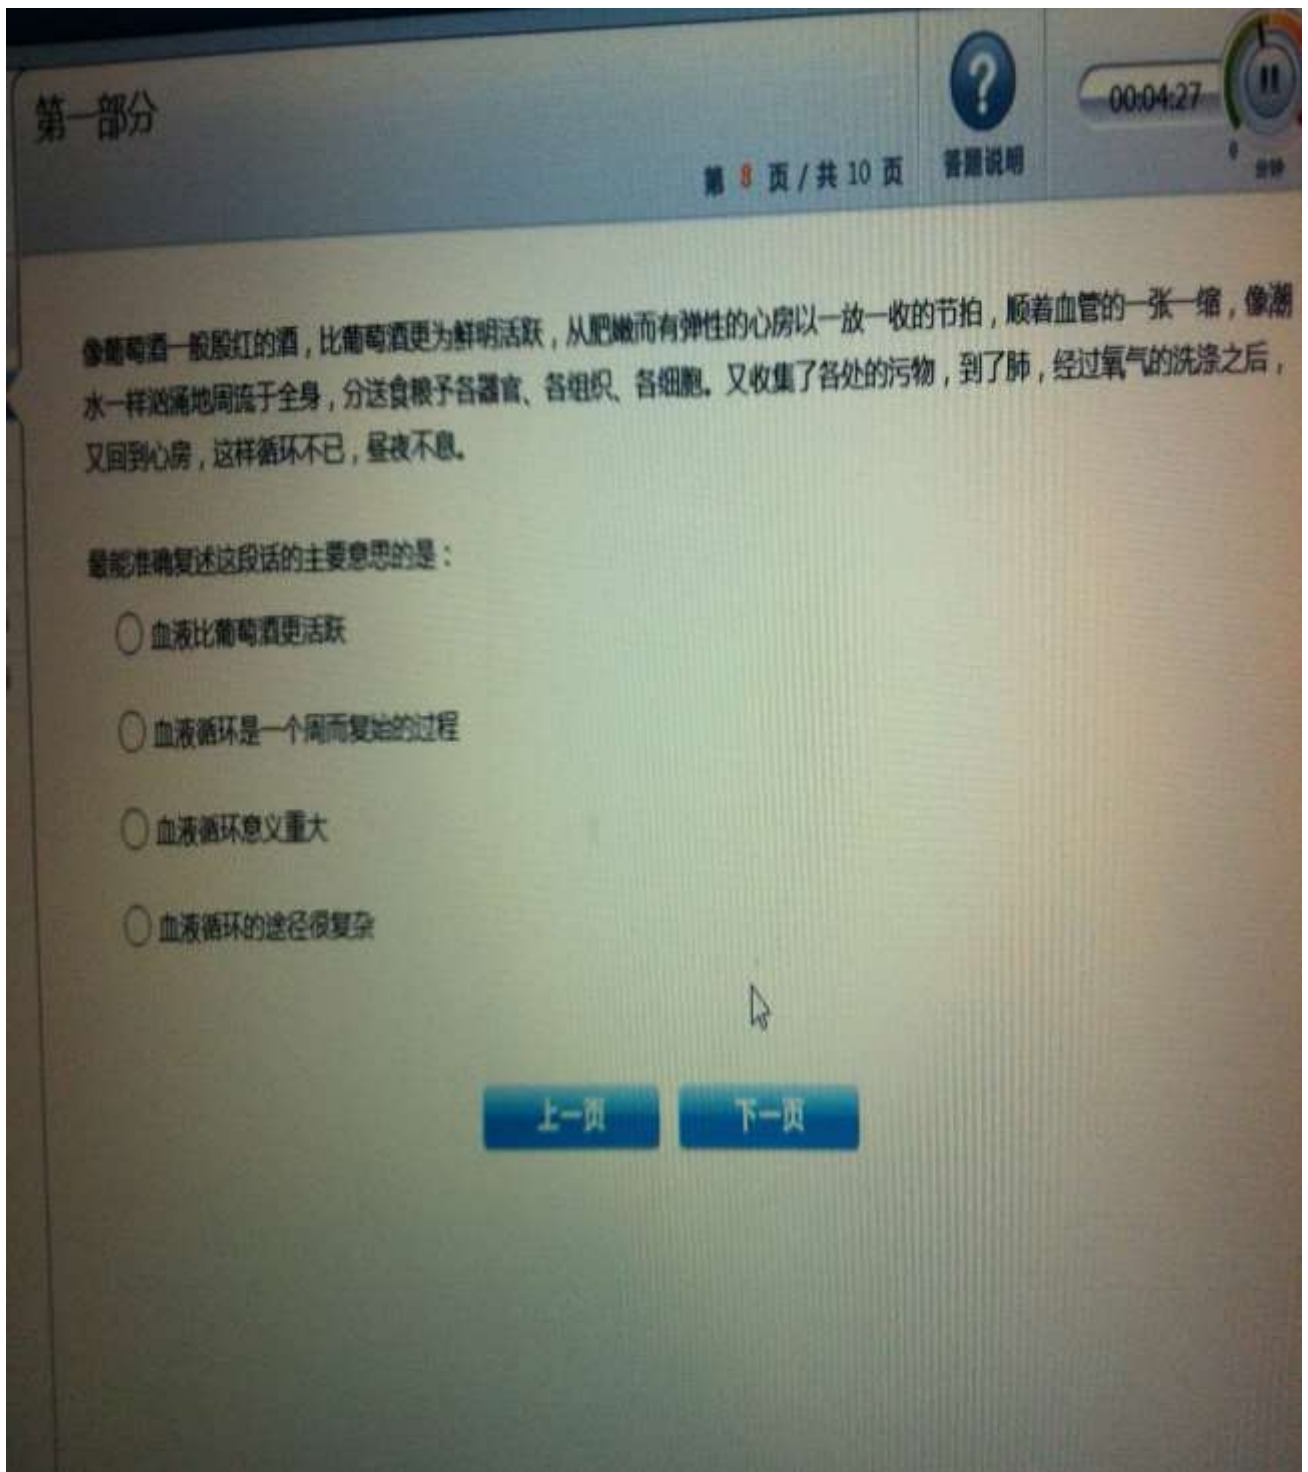 第一部分
第 8 页 / 共 10 页
答题说明
00:04:27
0
分钟
像葡萄酒一般殷红的酒，比葡萄酒更为鲜明活跃，从肥嫩而有弹性的心房以一放一收的节拍，顺着血管的一张一缩，像潮
水一样汹涌地周流于全身，分送食粮予各器官、各组织、各细胞。又收集了各处的污物，到了肺，经过氧气的洗涤之后，
又回到心房，这样循环不已，昼夜不息。
最能准确复述这段话的主要意思的是：
血液比葡萄酒更活跃
血液循环是一个周而复始的过程
血液循环意义重大
血液循环的途径很复杂
上一页
下一页